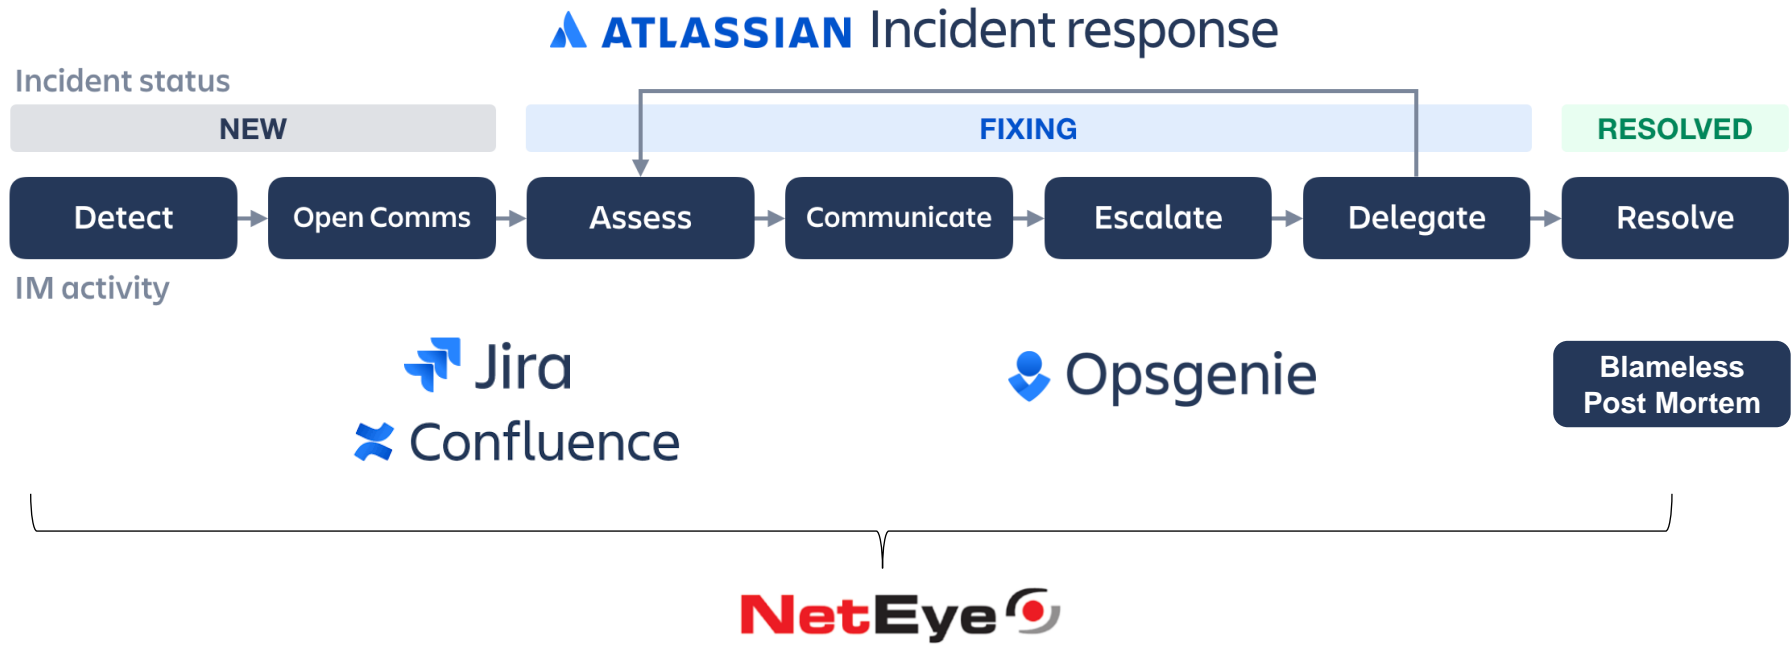 ATLASSIAN Incident response
Incident status
NEW
FIXING
RESOLVED
Detect
Open Comms
Assess
Communicate
Escalate
Delegate
Resolve
IM activity
Jira
Confluence
Opsgenie
Blameless
Post Mortem
NetEye